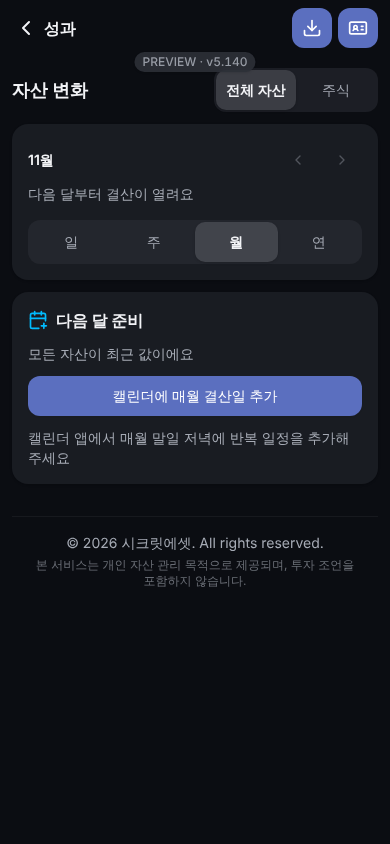 성과
PREVIEW · v5.140
자산 변화
전체 자산
주식
11월
다음 달부터 결산이 열려요
일
주
월
연
다음 달 준비
모든 자산이 최근 값이에요
캘린더에 매월 결산일 추가
캘린더 앱에서 매월 말일 저녁에 반복 일정을 추가해
주세요
© 2026 시크릿에셋. All rights reserved.
본 서비스는 개인 자산 관리 목적으로 제공되며, 투자 조언을
포함하지 않습니다.